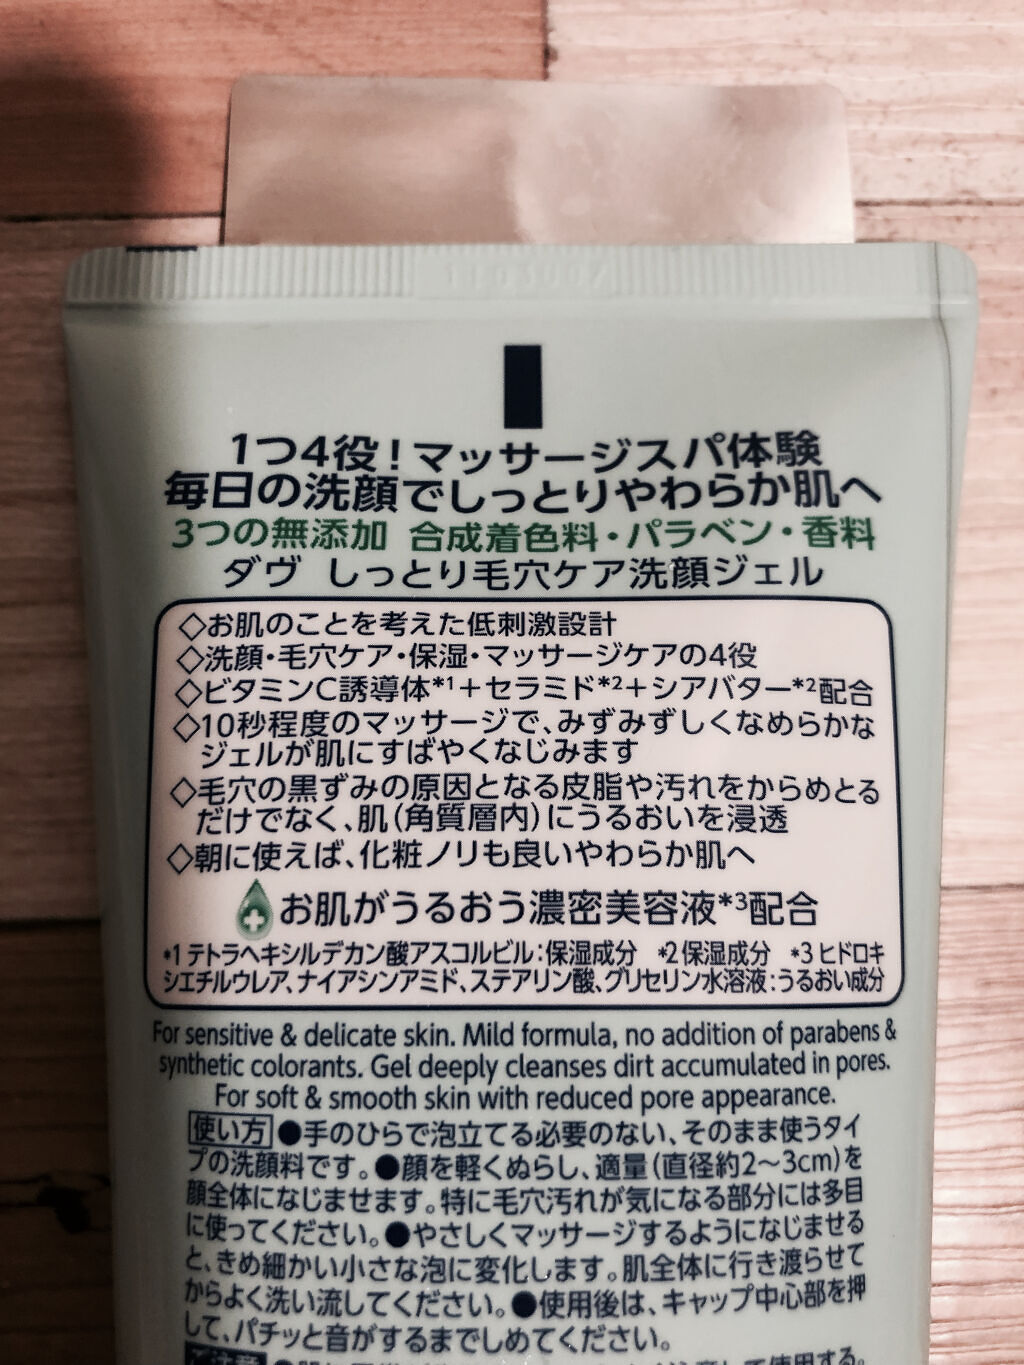 1つ4役!マッサージスパ体験
毎日の洗顔でしっとりやわらか肌へ
3つの無添加 合成着色料・パラベン・香料
ダヴ しっとり毛穴ケア洗顔ジェル
◇お肌のことを考えた低刺激設計
◇洗顔・毛穴ケア・保湿・マッサージケアの4役
◇ビタミンC誘導体*1+セラミド*2+シアバター*2配合
◇10秒程度のマッサージで、みずみずしくなめらかな
ジェルが肌にすばやくなじみます
◇毛穴の黒ずみの原因となる皮脂や汚れをからめとる
だけでなく、肌(角質層内)にうるおいを浸透
◇朝に使えば、化粧ノリも良いやわらか肌へ
お肌がうるおう濃密美容液*3配合
*1 テトラヘキシルデカン酸アスコルビル:保湿成分 *2 保湿成分 *3 ヒドロキ
シエチルウレア、ナイアシンアミド、ステアリン酸、グリセリン水溶液:うるおい成分
For sensitive & delicate skin. Mild formula, no addition of parabens &
synthetic colorants. Gel deeply cleanses dirt accumulated in pores.
For soft & smooth skin with reduced pore appearance.
使い方 ●手のひらで泡立てる必要のない、そのまま使うタイ
プの洗顔料です。●顔を軽くぬらし、適量(直径約2〜3cm)を
顔全体になじませます。特に毛穴汚れが気になる部分には多目
に使ってください。●やさしくマッサージするようになじませる
と、きめ細かい小さな泡に変化します。肌全体に行き渡らせて
からよく洗い流してください。●使用後は、キャップ中心部を押
して、パチッと音がするまでしめてください。